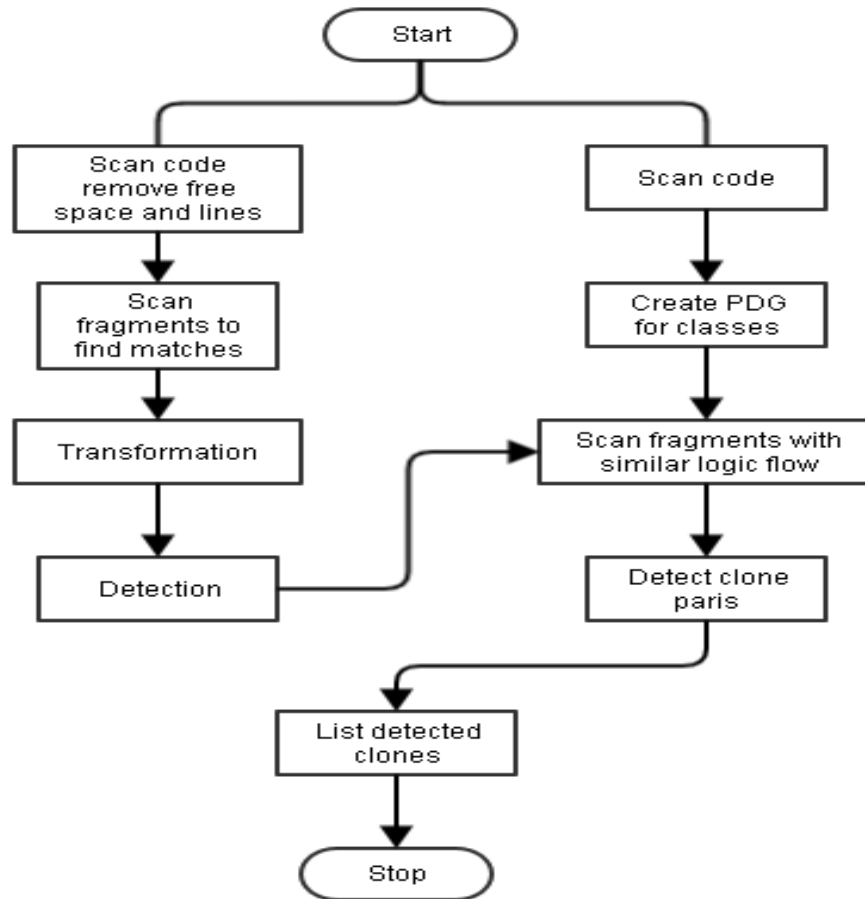 Start
Scan code
remove free
space and lines
Scan code
Scan
fragments to
find matches
Create PDG
for classes
Transformation
Scan fragments with
similar logic flow
Detection
Detect clone
paris
List detected
clones
Stop